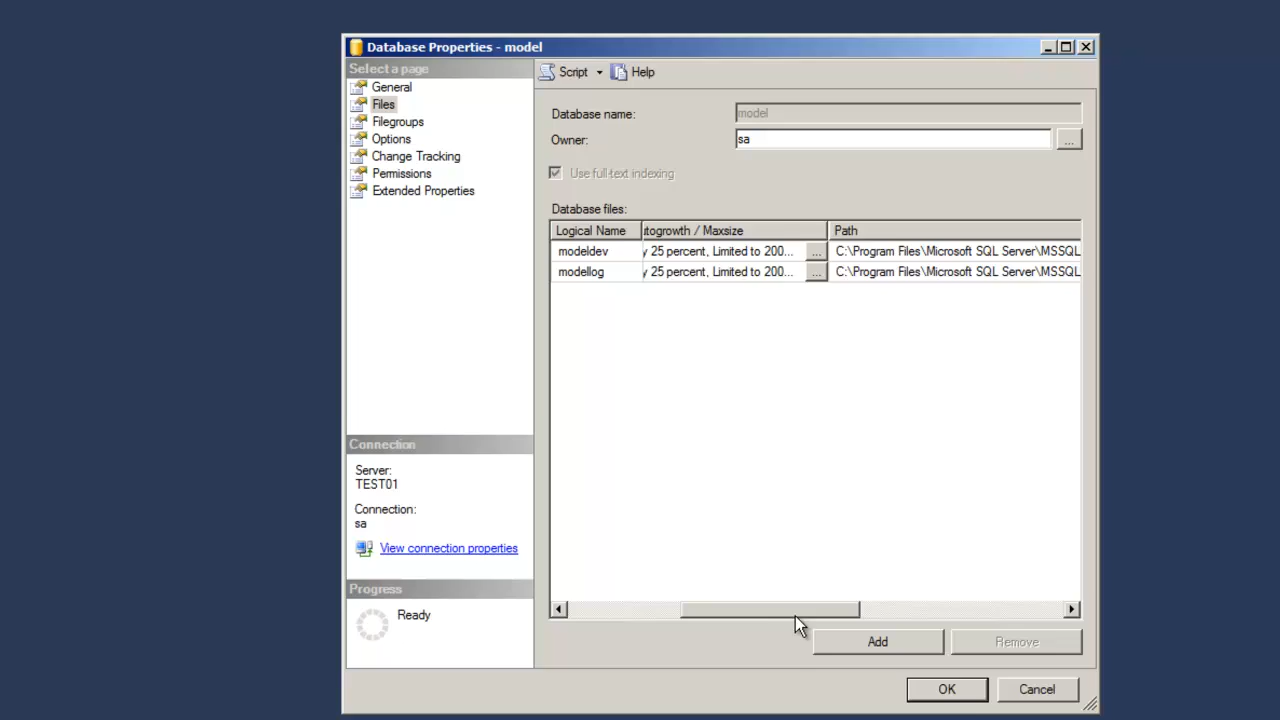 Database Properties - model
Select a page
General
Files
Filegroups
Options
Change Tracking
Permissions
Extended Properties
Connection
Server:
TEST01
Connection:
sa
View connection properties
Progress
Ready
Script
Help
Database name:
model
Owner:
sa
...
Use full-text indexing
Database files:
Logical Name
itogrowth / Maxsize
Path
modeldev
y 25 percent, Limited to 200...
...
C:\Program Files\Microsoft SQL Server\MSSQL
modellog
y 25 percent, Limited to 200...
...
C:\Program Files\Microsoft SQL Server\MSSQL
Add
Remove
OK
Cancel